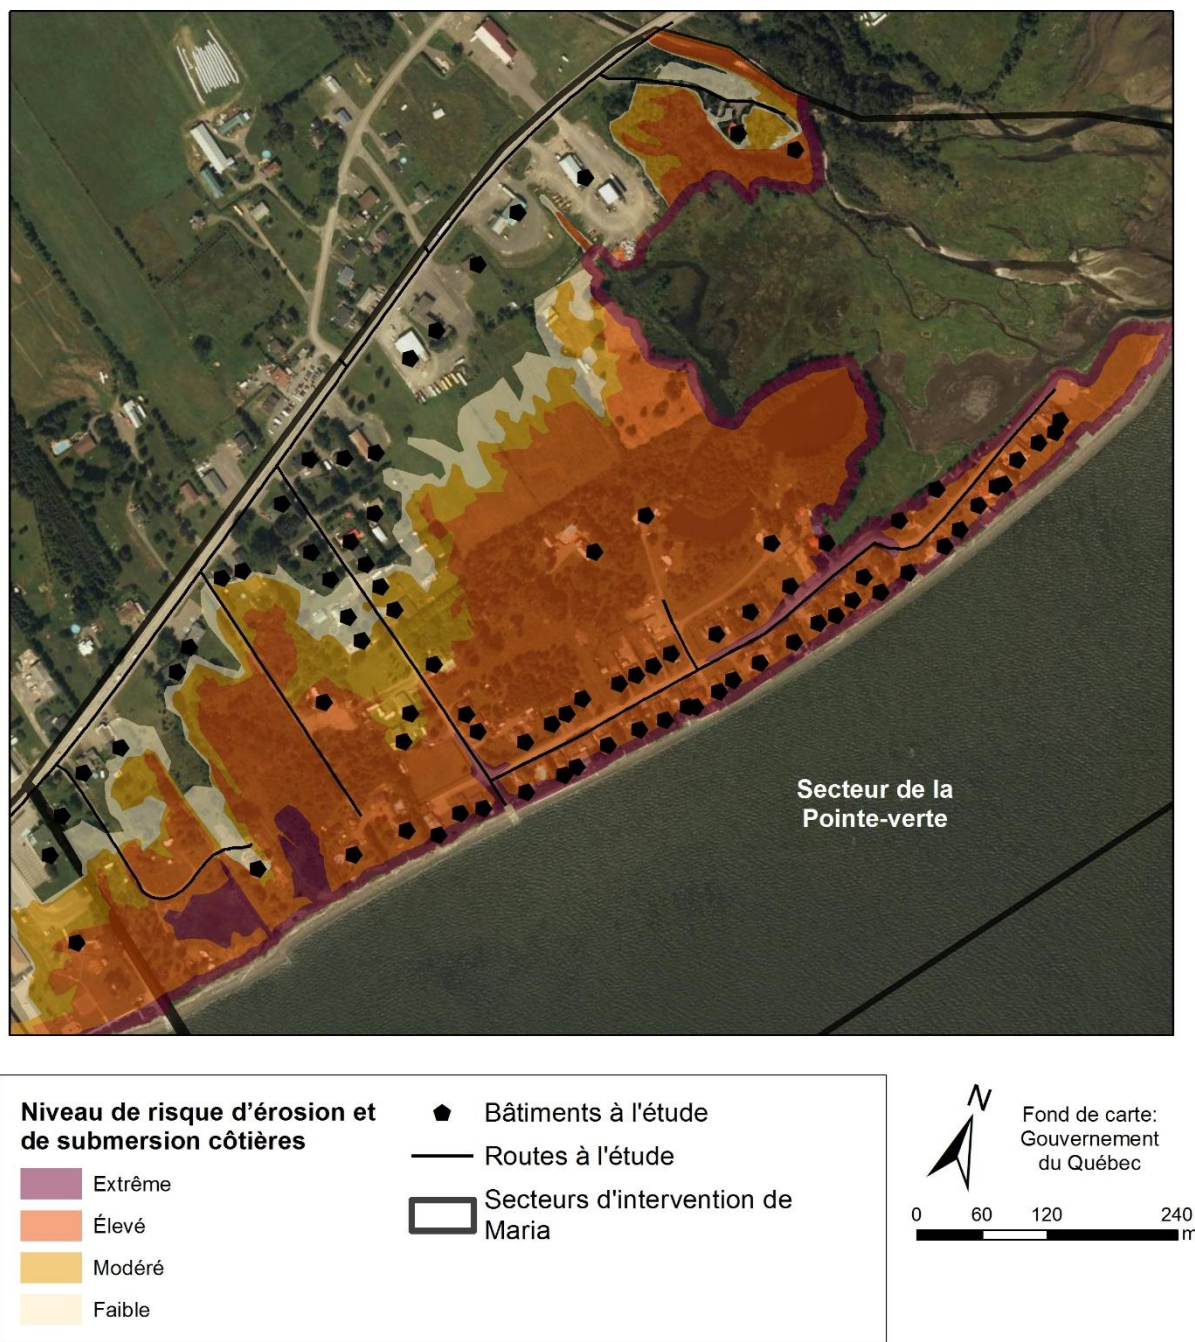 Secteur de la
Pointe-verte
Niveau de risque d'érosion et
de submersion côtières
Extrême
Élevé
Modéré
Faible
Bâtiments à l'étude
Routes à l'étude
Secteurs d'intervention de
Maria
N
Fond de carte:
Gouvernement
du Québec
0 60 120 240
m